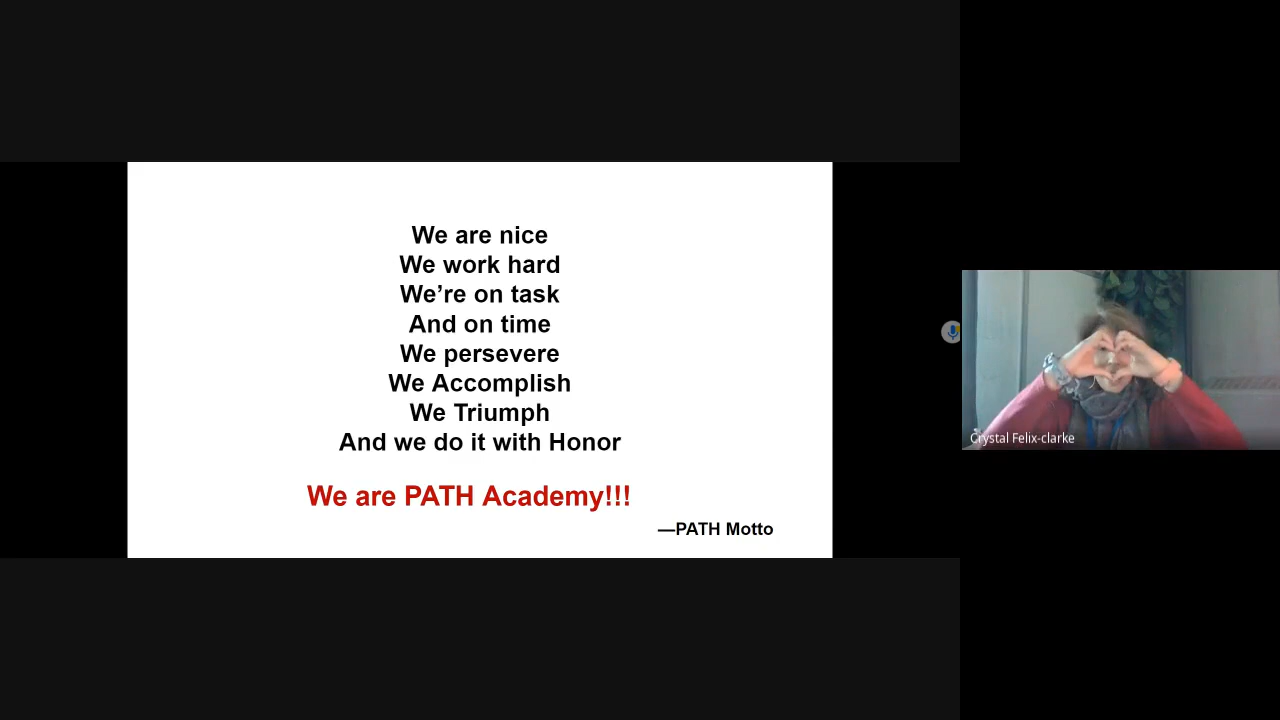 We are nice
We work hard
We’re on task
And on time
We persevere
We Accomplish
We Triumph
And we do it with Honor
We are PATH Academy!!!
—PATH Motto
Crystal Felix-clarke